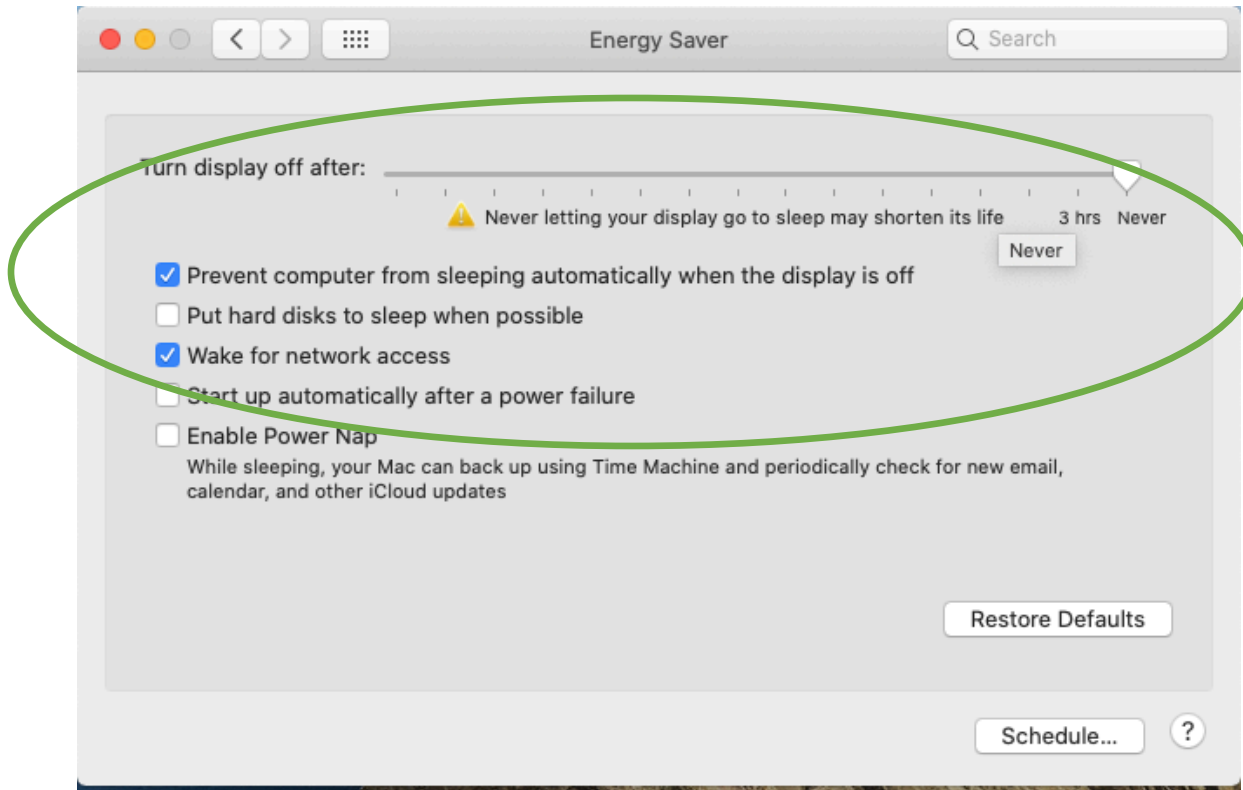 Energy Saver
Search
Turn display off after:
Never letting your display go to sleep may shorten its life 3 hrs Never
Never
Prevent computer from sleeping automatically when the display is off
Put hard disks to sleep when possible
Wake for network access
Start up automatically after a power failure
Enable Power Nap
While sleeping, your Mac can back up using Time Machine and periodically check for new email,
calendar, and other iCloud updates
Restore Defaults
Schedule... ?